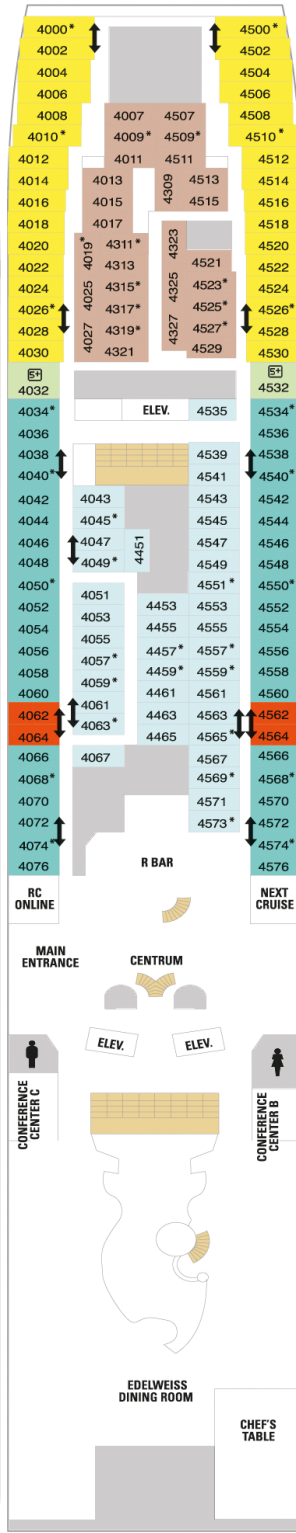 4000* 4500*
4002 4502
4004 4504
4006 4506
4008 4007 4507 4508
4010* 4009* 4509* 4510*
4012 4011 4511 4512
4014 4013 4309 4513 4514
4016 4015 4515 4516
4018 4017 4518
4020 4019* 4311* 4323 4520
4022 4313 4521 4522
4024 4025 4315* 4325 4523* 4524
4026* 4317* 4525* 4526*
4028 4027 4319* 4327 4527* 4528
4030 4321 4529 4530
5+ 5+
4032 4532
4034* ELEV. 4535 4534*
4036 4536
4038 4539 4538
4040* 4541 4540*
4042 4043 4543 4542
4044 4045* 4545 4544
4046 4047 4451 4547 4546
4048 4049* 4549 4548
4050* 4551* 4550*
4052 4051 4453 4553 4552
4054 4053 4455 4555 4554
4056 4055 4457* 4557* 4556
4058 4057* 4459* 4559* 4558
4060 4059* 4461 4561 4560
4062 4061 4463 4563 4562
4064 4063* 4465 4565* 4564
4066 4067 4567 4566
4068* 4569* 4568*
4070 4571 4570
4072 4573* 4572
4074* 4574*
4076 R BAR 4576
RC ONLINE
NEXT CRUISE
MAIN ENTRANCE
CENTRUM
ELEV. ELEV.
CONFERENCE CENTER C
CONFERENCE CENTER B
EDELWEISS
DINING ROOM
CHEF'S
TABLE